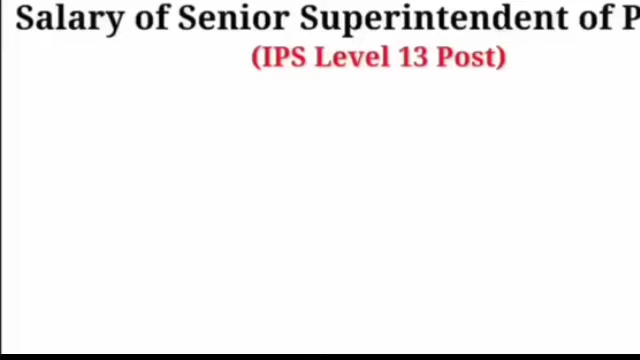 Salary of Senior Superintendent of P
(IPS Level 13 Post)